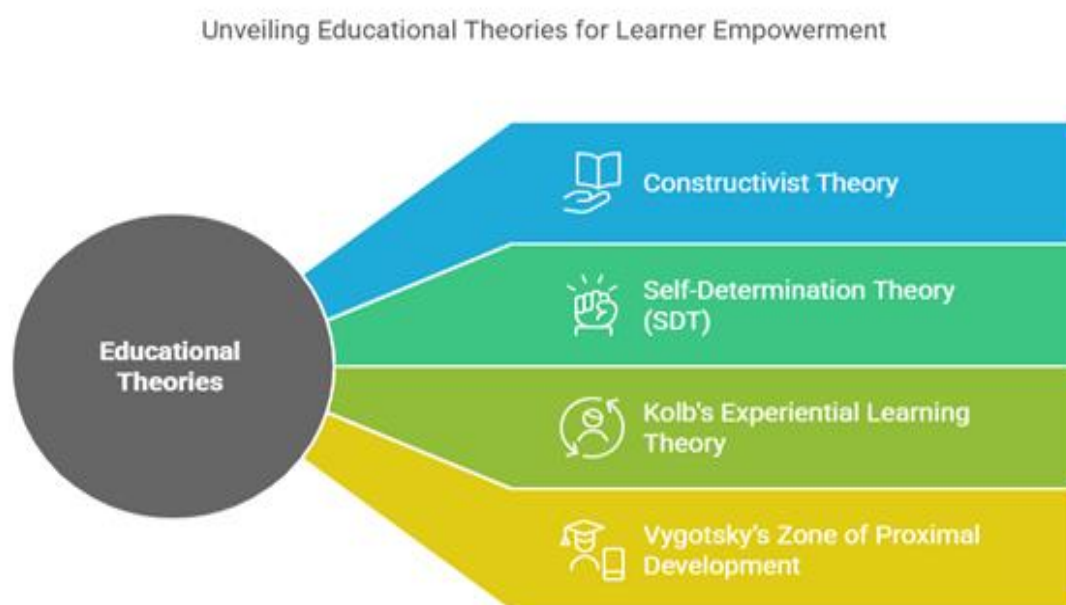 Unveiling Educational Theories for Learner Empowerment
Educational
Theories
Constructivist Theory
Self-Determination Theory
(SDT)
Kolb's Experiential Learning
Theory
Vygotsky's Zone of Proximal
Development